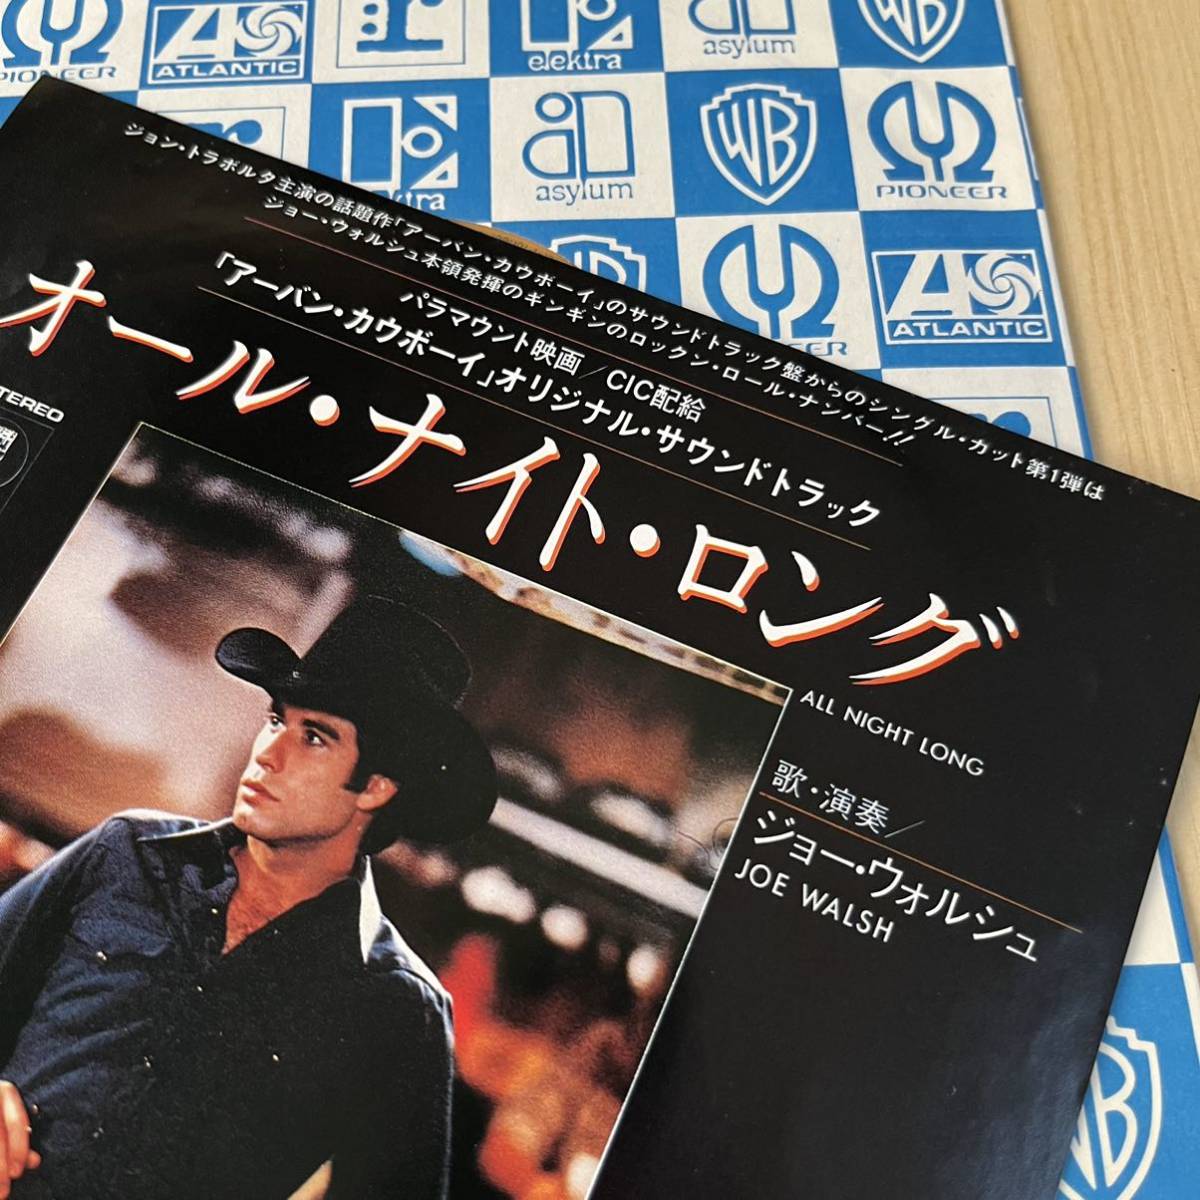 PIONEER
ATLANTIC
r
elektra
asylum
WB
asylum
WB
PIONEER
ATLANTIC
ジョン・トラボルタ主演の話題作「アーバン・カウボーイ」のサウンドトラック盤からのシングル・カット第1弾は
ジョー・ウォルシュ本領発揮のギンギンのロックン・ロール・ナンバー!!
パラマウント映画/CIC配給
「アーバン・カウボーイ」オリジナル・サウンドトラック
オール・ナイト・ロング
STEREO
ALL NIGHT LONG
歌・演奏/
ジョー・ウォルシュ
JOE WALSH
WB